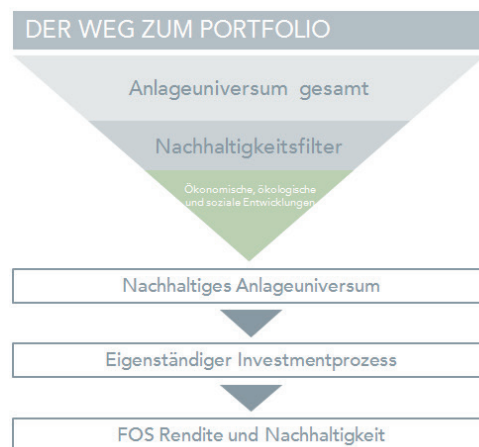 DER WEG ZUM PORTFOLIO
Anlageuniversum gesamt
Nachhaltigkeitsfilter
Ökonomische, ökologische
und soziale Entwicklungen
Nachhaltiges Anlageuniversum
Eigenständiger Investmentprozess
FOS Rendite und Nachhaltigkeit